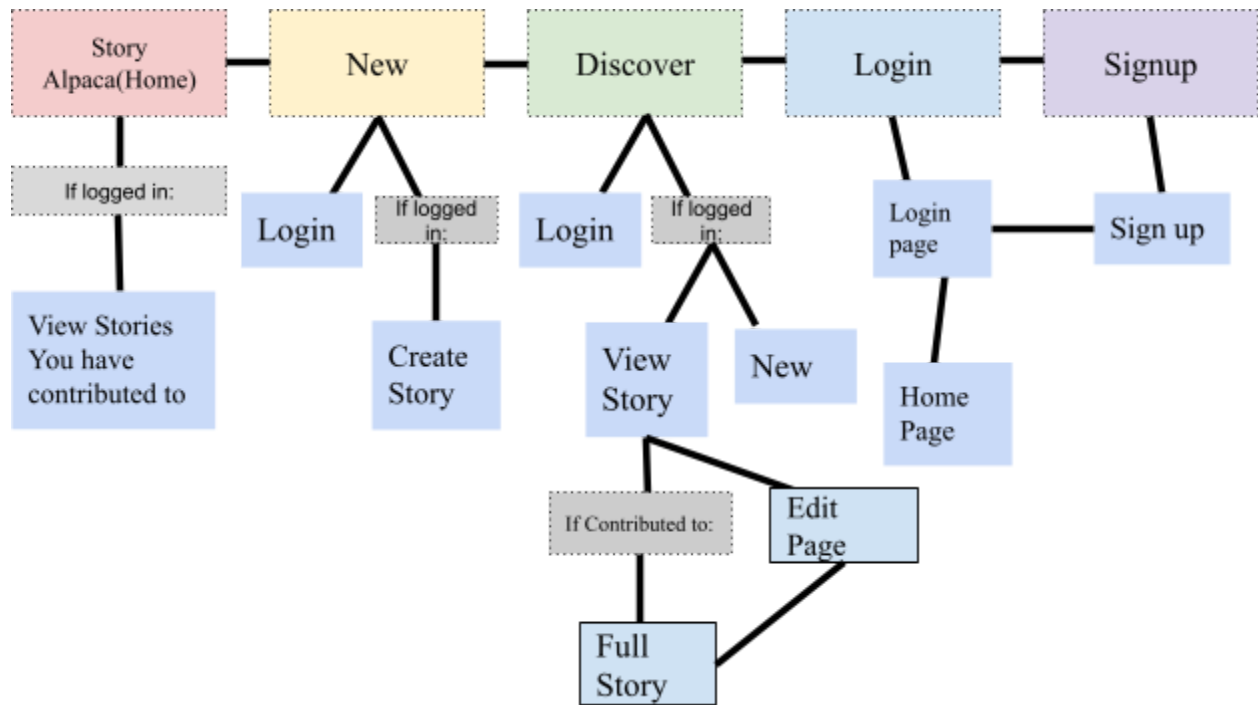 Story
Alpaca(Home)
New
Discover
Login
Signup
If logged in:
Login
If logged
in:
Login
If logged
in:
Login
page
Sign up
View Stories
You have
contributed to
Create
Story
View
Story
New
Home
Page
If Contributed to:
Edit
Page
Full
Story